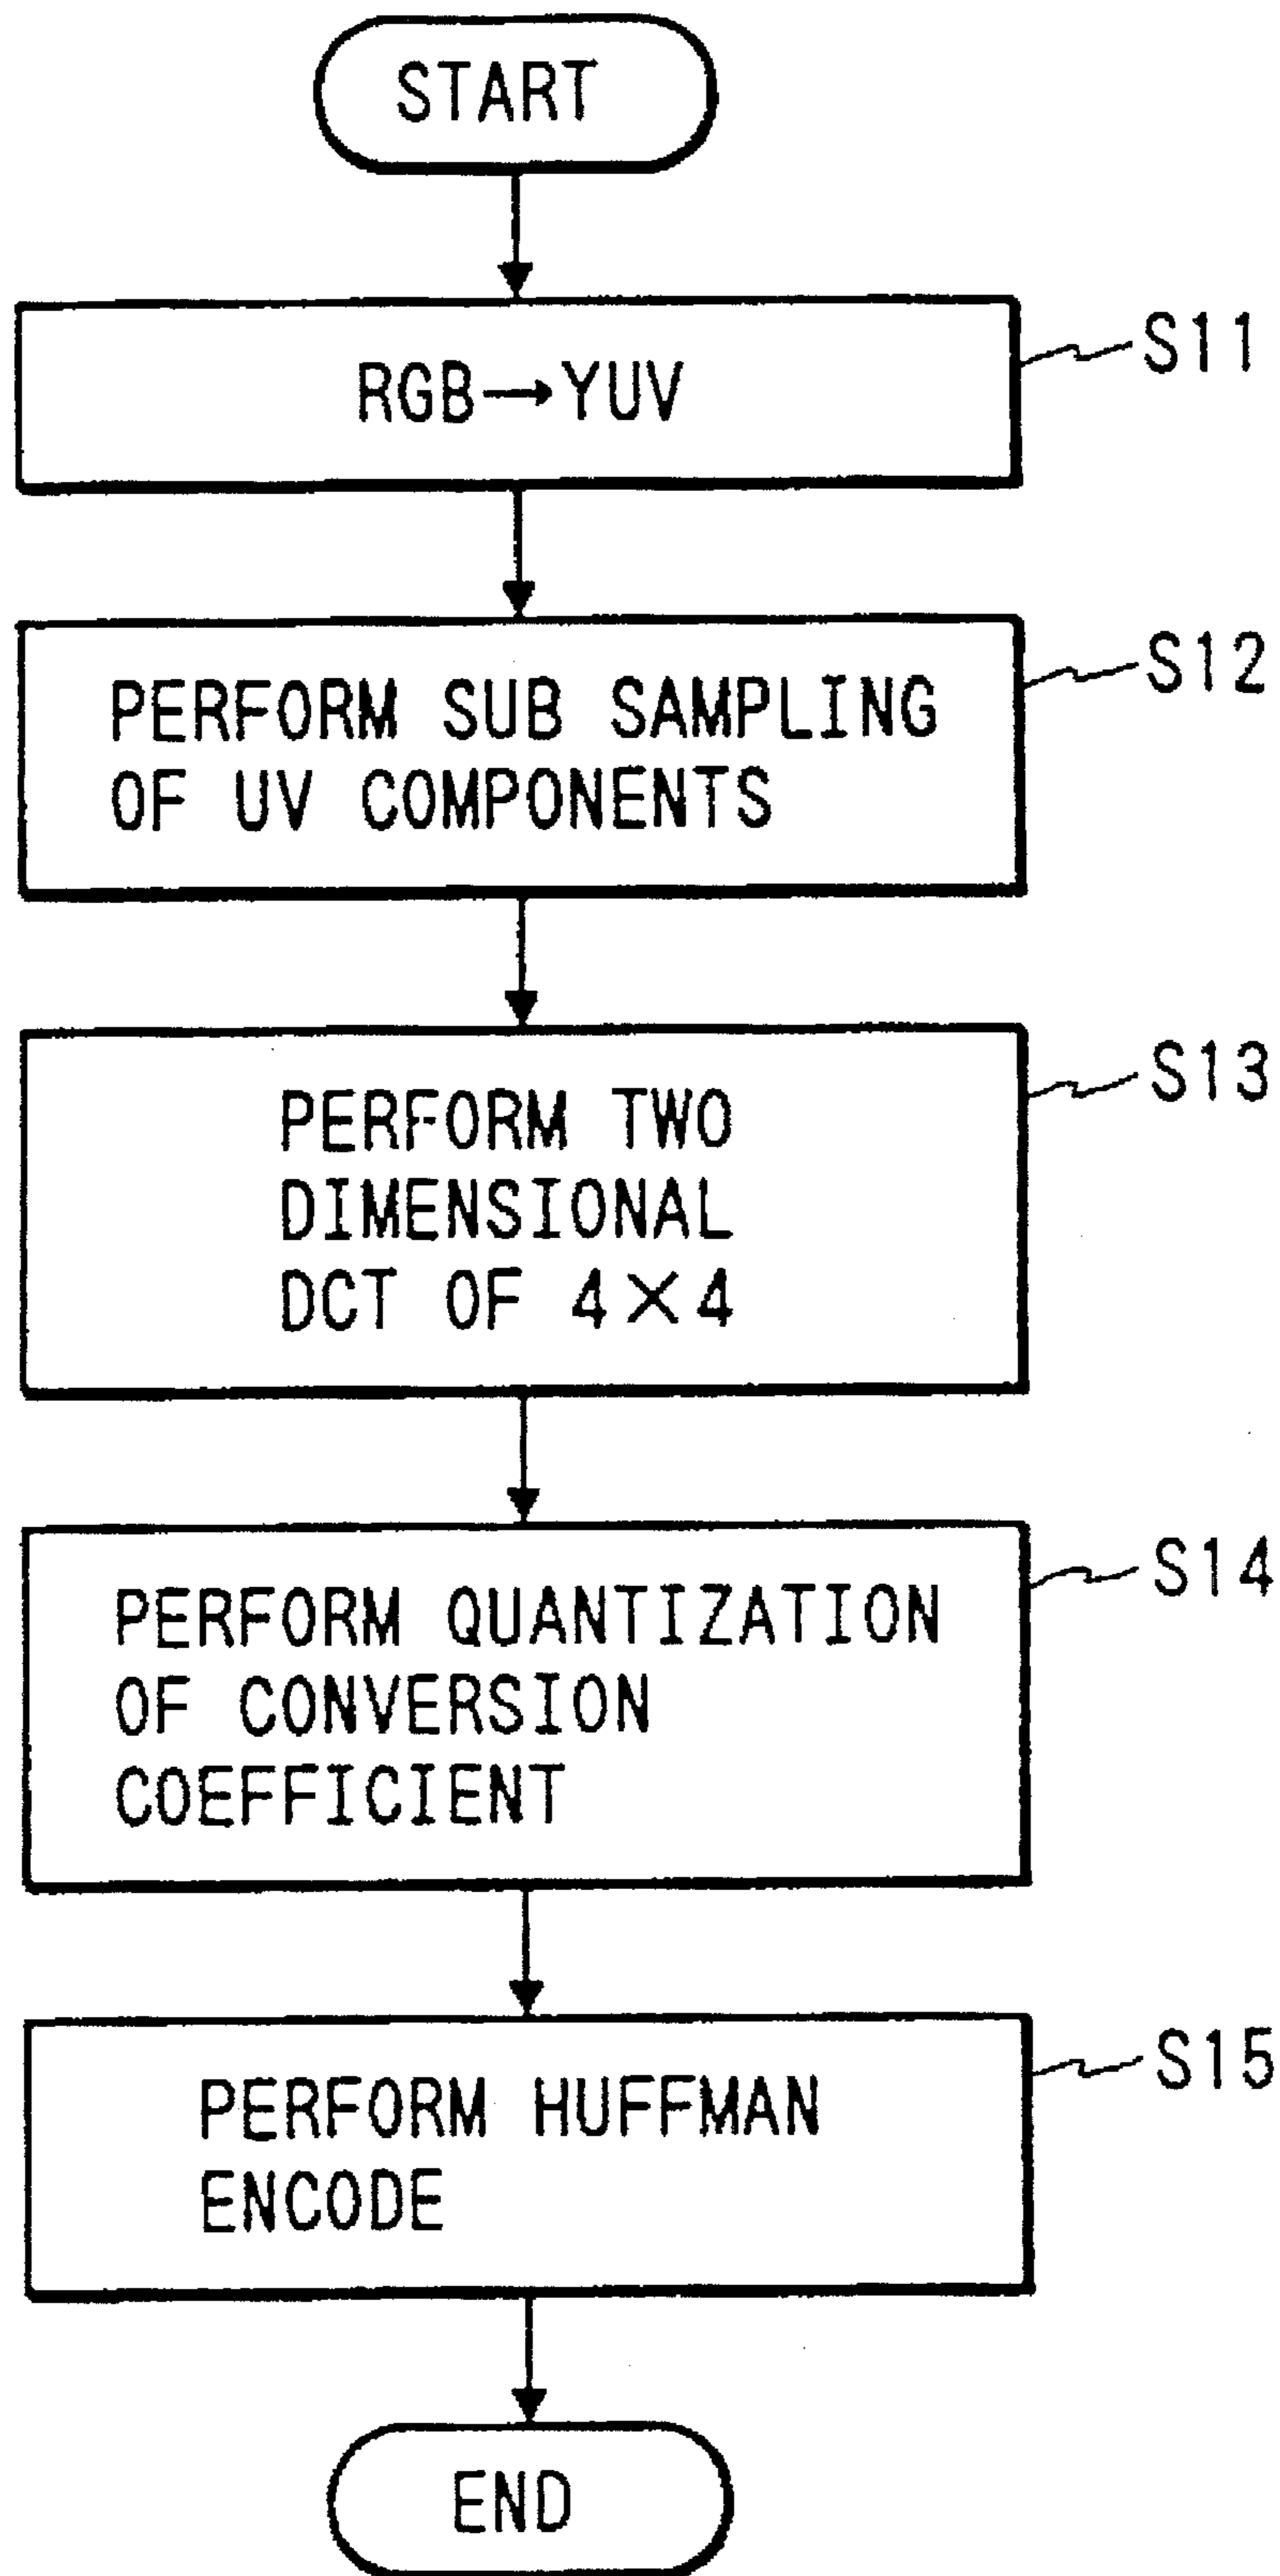 START
RGB→YUV
S11
PERFORM SUB SAMPLING
OF UV COMPONENTS
S12
PERFORM TWO
DIMENSIONAL
DCT OF 4×4
S13
PERFORM QUANTIZATION
OF CONVERSION
COEFFICIENT
S14
PERFORM HUFFMAN
ENCODE
S15
END